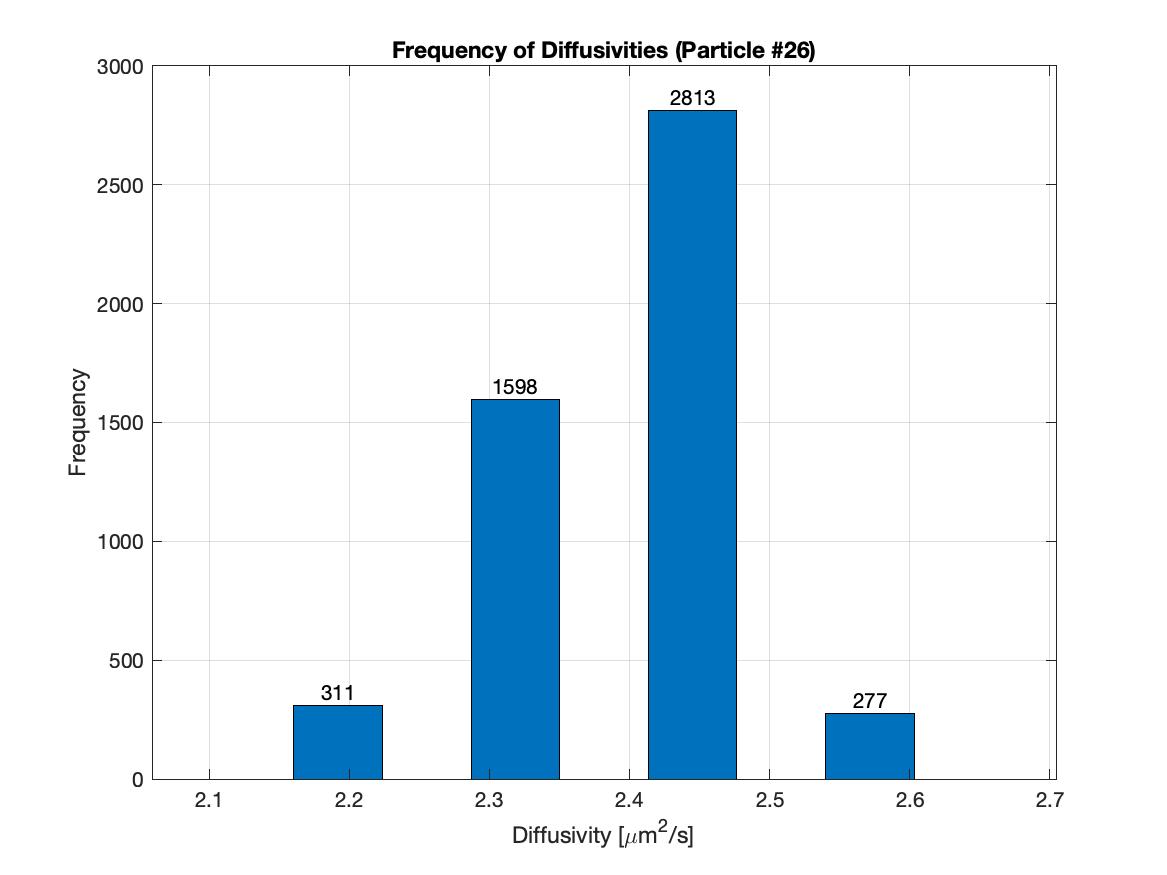 Frequency of Diffusivities (Particle #26)
3000
2813
2500
2000
1598
1500
Frequency
1000
500
311
277
0
2.1 2.2 2.3 2.4 2.5 2.6 2.7
Diffusivity [μm²/s]